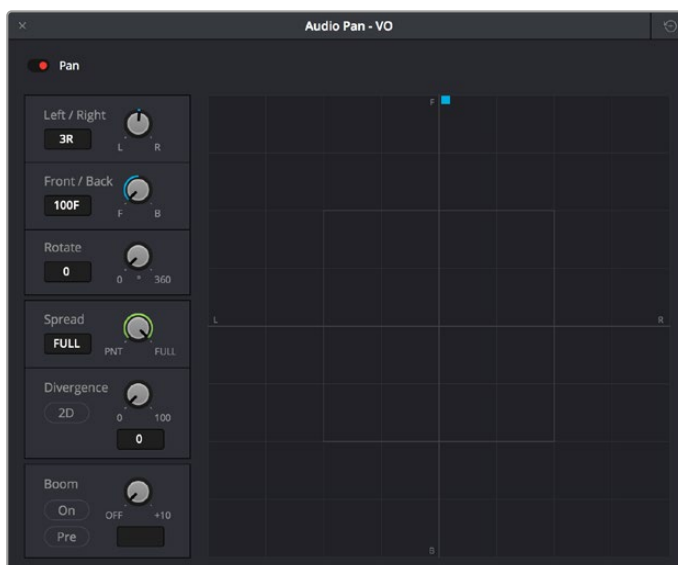 Audio Pan - VO
Pan
Left / Right
3R
L R
Front / Back
100F
F B
Rotate
0
0 ° 360
Spread
FULL
PNT FULL
Divergence
2D
0 100
0
Boom
On
OFF +10
Pre
F
L R
B